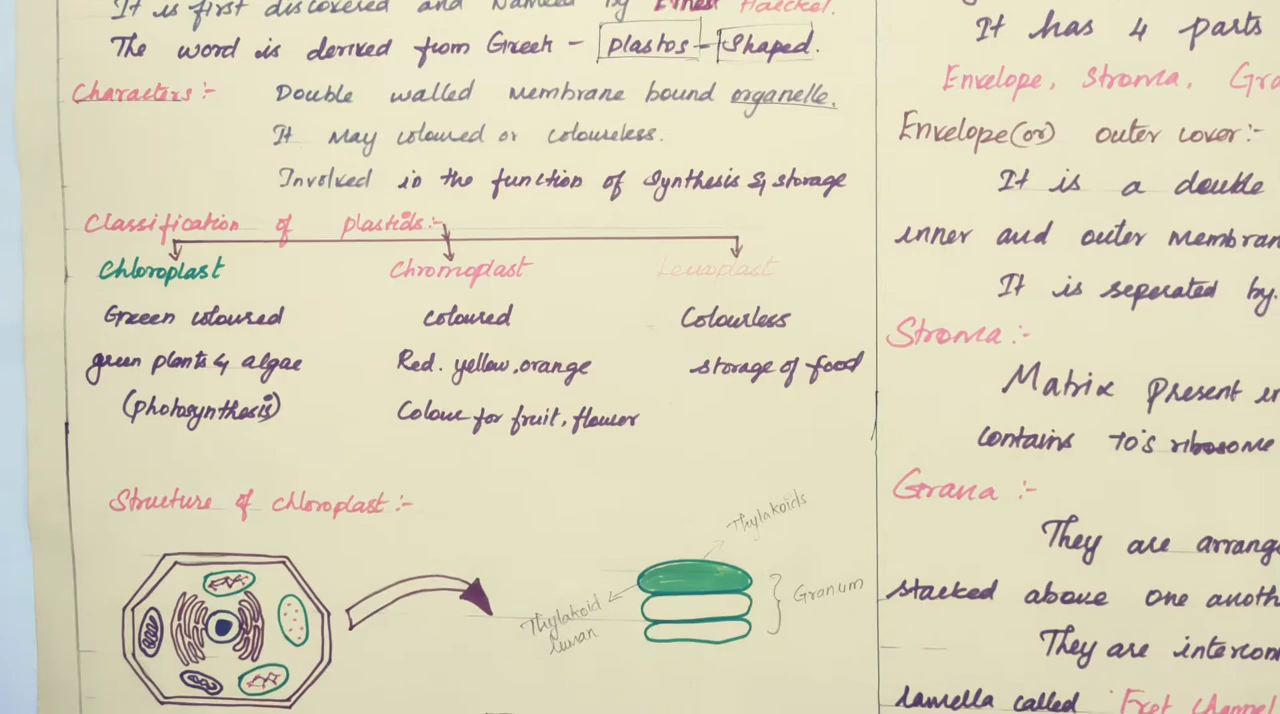 It is first discovered and Nameed by Ernest Haeckel.
The word is derived from Greek - plastos - Shaped.
Characters :- Double walled membrane bound organelle.
It may coloured or colourless.
Involved in the function of Synthesis & storage
Classification of plastids:-
Chloroplast Chromoplast Leucoplast
Green coloured coloured Colourless
green plants & algae Red. yellow, orange storage of food
(photosynthesis) Colour for fruit, flower
Structure of chloroplast :-
Thylakoids
Thylakoid
Granum
It has 4 parts
Envelope, Stroma, Gra
Envelope(or) outer cover:-
It is a double
inner and outer membran
It is seperated by.
Stroma :-
Matrix present in
contains 70's ribosome
Grana :-
They are arrang
stacked above one anoth
They are intercon
lamella called Fret channel